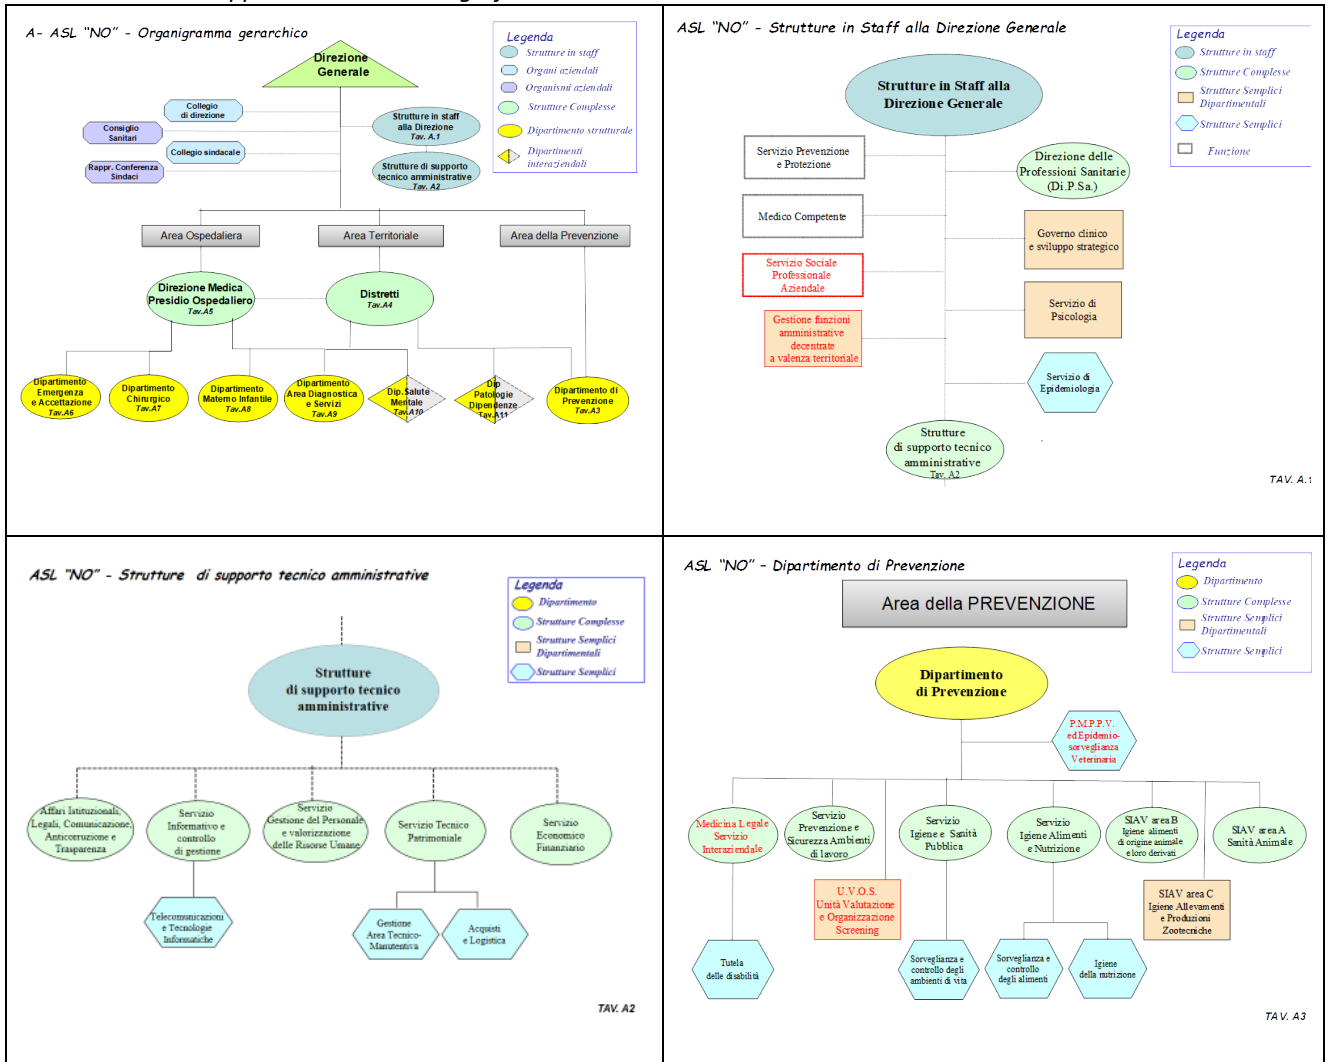 A- ASL “NO” - Organigramma gerarchico
Legenda
Strutture in staff
Organi aziendali
Organismi aziendali
Strutture Complesse
Dipartimento strutturale
Dipartimenti
interaziendali
Direzione
Generale
Collegio
di direzione
Consiglio
Sanitari
Collegio sindacale
Rappr. Conferenza
Sindaci
Strutture in staff
alla Direzione
Tav. A.1
Strutture di supporto
tecnico amministrative
Tav. A2
Area Ospedaliera
Area Territoriale
Area della Prevenzione
Direzione Medica
Presidio Ospedaliero
Tav.A5
Distretti
Tav.A4
Dipartimento
Emergenza
e Accettazione
Tav.A6
Dipartimento
Chirurgico
Tav.A7
Dipartimento
Materno Infantile
Tav.A8
Dipartimento
Area Diagnostica
e Servizi
Tav.A9
Dip.Salute
Mentale
Tav.A10
Dip
Patologie
Dipendenze
Tav.A11
Dipartimento di
Prevenzione
Tav.A3
ASL “NO” - Strutture in Staff alla Direzione Generale
Legenda
Strutture in staff
Strutture Complesse
Strutture Semplici
Dipartimentali
Strutture Semplici
Funzione
Strutture in Staff alla
Direzione Generale
Servizio Prevenzione
e Protezione
Medico Competente
Servizio Sociale
Professionale
Aziendale
Gestione funzioni
amministrative
decentrate
a valenza territoriale
Direzione delle
Professioni Sanitarie
(Di.P.Sa.)
Governo clinico
e sviluppo strategico
Servizio di
Psicologia
Servizio di
Epidemiologia
Strutture
di supporto tecnico
amministrative
Tav. A2
TAV. A.1
ASL “NO” - Strutture di supporto tecnico amministrative
Legenda
Dipartimento
Strutture Complesse
Strutture Semplici
Dipartimentali
Strutture Semplici
Strutture
di supporto tecnico
amministrative
Affari Istituzionali,
Legali, Comunicazione,
Anticorruzione e
Trasparenza
Servizio
Informativo e
controllo
di gestione
Servizio
Gestione del Personale
e valorizzazione
delle Risorse Umane
Servizio Tecnico
Patrimoniale
Servizio
Economico
Finanziario
Telecomunicazioni
e Tecnologie
Informatiche
Gestione
Area Tecnico-
Manutentiva
Acquisti
e Logistica
TAV. A2
ASL “NO” - Dipartimento di Prevenzione
Legenda
Dipartimento
Strutture Complesse
Strutture Semplici
Dipartimentali
Strutture Semplici
Area della PREVENZIONE
Dipartimento
di Prevenzione
P.M.P.P.V.
ed Epidemio-
sorveglianza
Veterinaria
Medicina Legale
Servizio
Interaziendale
Servizio
Prevenzione e
Sicurezza Ambienti
di lavoro
Servizio
Igiene e Sanità
Pubblica
Servizio
Igiene Alimenti
e Nutrizione
SIAV area B
Igiene alimenti
di origine animale
e loro derivati
SIAV area A
Sanità Animale
U.V.O.S.
Unità Valutazione
e Organizzazione
Screening
SIAV area C
Igiene Allevamenti
e Produzioni
Zootecniche
Tutela
delle disabilità
Sorveglianza e
controllo degli
ambienti di vita
Sorveglianza e
controllo
degli alimenti
Igiene
della nutrizione
TAV. A3